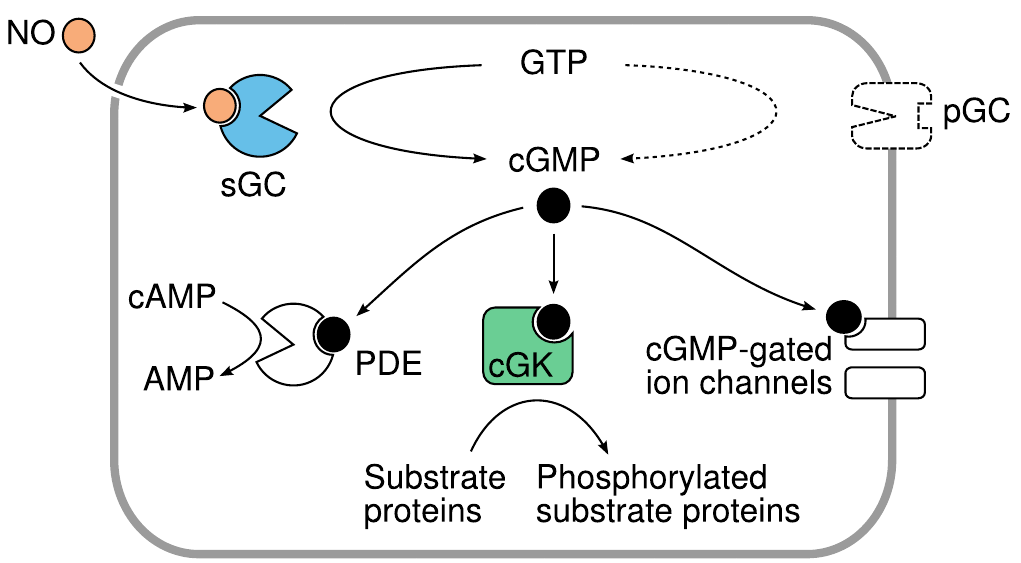 NO
GTP
pGC
cGMP
sGC
cAMP
AMP
PDE
cGK
cGMP-gated
ion channels
Substrate
proteins
Phosphorylated
substrate proteins